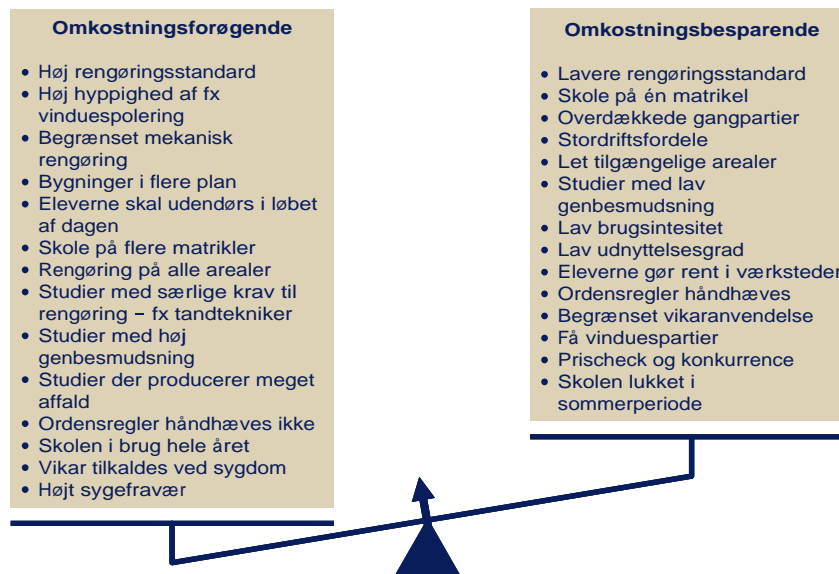 Omkostningsforøgende
• Høj rengøringsstandard
• Høj hyppighed af fx
vinduespolering
• Begrænset mekanisk
rengøring
• Bygninger i flere plan
• Eleverne skal udendørs i løbet
af dagen
• Skole på flere matrikler
• Rengøring på alle arealer
• Studier med særlige krav til
rengøring – fx tandtekniker
• Studier med høj
genbesmudsning
• Studier der producerer meget
affald
• Ordensregler håndhæves ikke
• Skolen i brug hele året
• Vikar tilkaldes ved sygdom
• Højt sygefravær
Omkostningsbesparende
• Lavere rengøringsstandard
• Skole på én matrikel
• Overdækkede gangpartier
• Stordriftsfordele
• Let tilgængelige arealer
• Studier med lav
genbesmudsning
• Lav brugsintesitet
• Lav udnyttelsesgrad
• Eleverne gør rent i værksteder
• Ordensregler håndhæves
• Begrænset vikaranvendelse
• Få vinduespartier
• Prischeck og konkurrence
• Skolen lukket i
sommerperiode